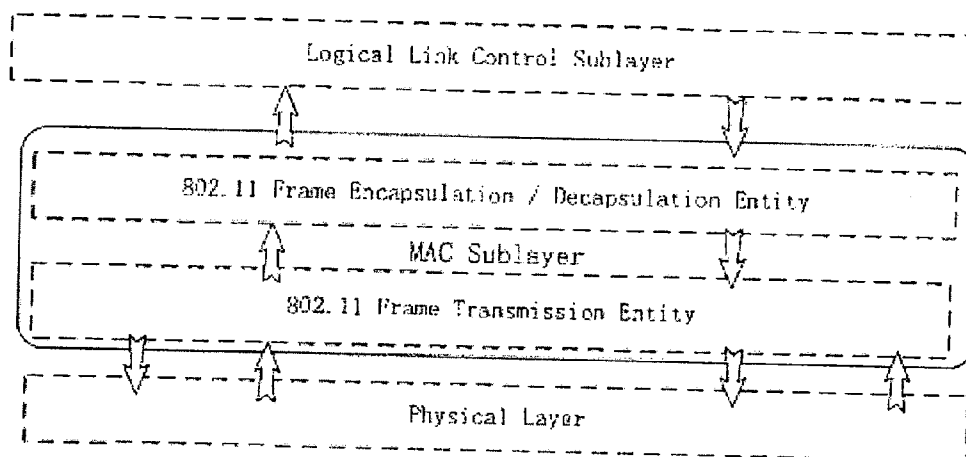 Logical Link Control Sublayer
802.11 Frame Encapsulation / Decapsulation Entity
MAC Sublayer
802.11 Frame Transmission Entity
Physical Layer